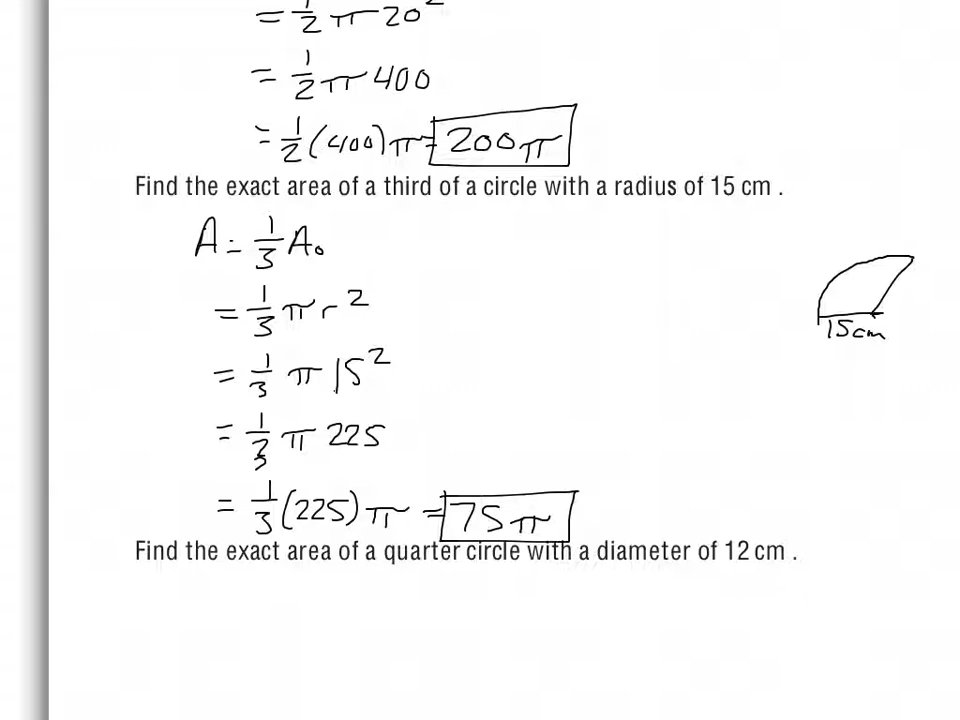 = 1/2 π 20²
= 1/2 π 400
= 1/2 (400) π = 200π
Find the exact area of a third of a circle with a radius of 15 cm .
A = 1/3 A₀
= 1/3 π r²
= 1/3 π 15²
= 1/3 π 225
= 1/3 (225) π = 75π
15cm
Find the exact area of a quarter circle with a diameter of 12 cm .